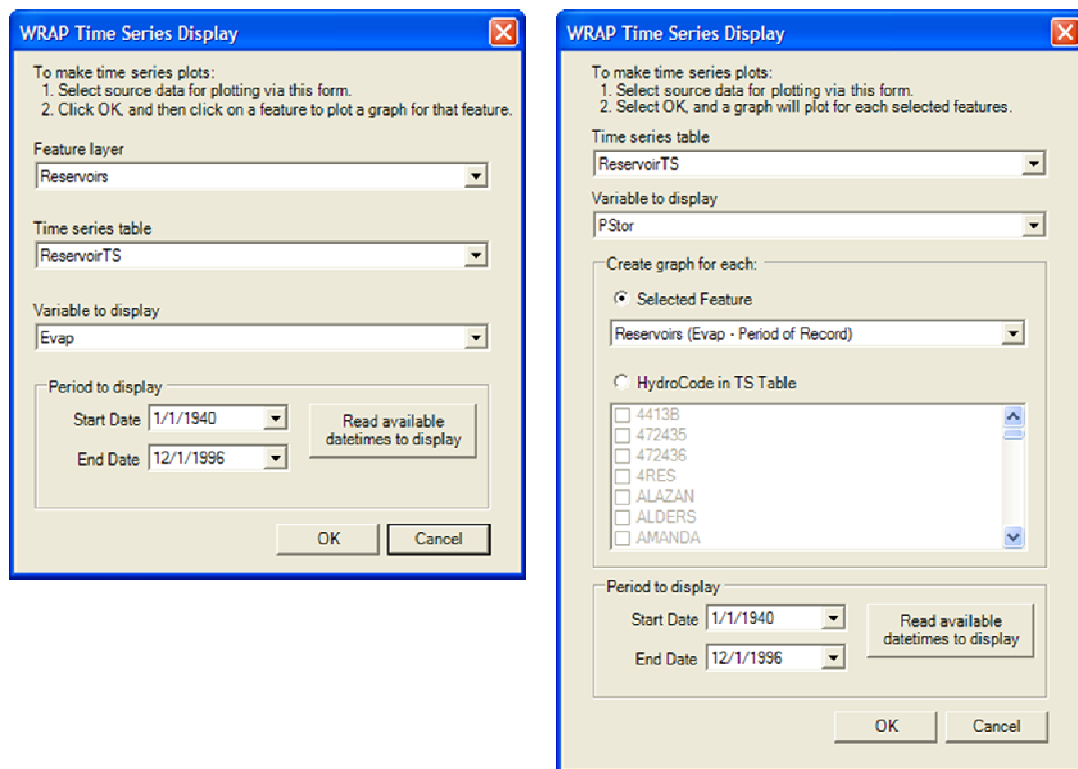 WRAP Time Series Display
To make time series plots:
1. Select source data for plotting via this form.
2. Click OK, and then click on a feature to plot a graph for that feature.
Feature layer
Reservoirs
Time series table
ReservoirTS
Variable to display
Evap
Period to display
Start Date 1/1/1940
End Date 12/1/1996
Read available
datetimes to display
OK Cancel
WRAP Time Series Display
To make time series plots:
1. Select source data for plotting via this form.
2. Select OK, and a graph will plot for each selected features.
Time series table
ReservoirTS
Variable to display
PStor
Create graph for each:
Selected Feature
Reservoirs (Evap - Period of Record)
HydroCode in TS Table
4413B
472435
472436
4RES
ALAZAN
ALDERS
AMANDA
Period to display
Start Date 1/1/1940
End Date 12/1/1996
Read available
datetimes to display
OK Cancel